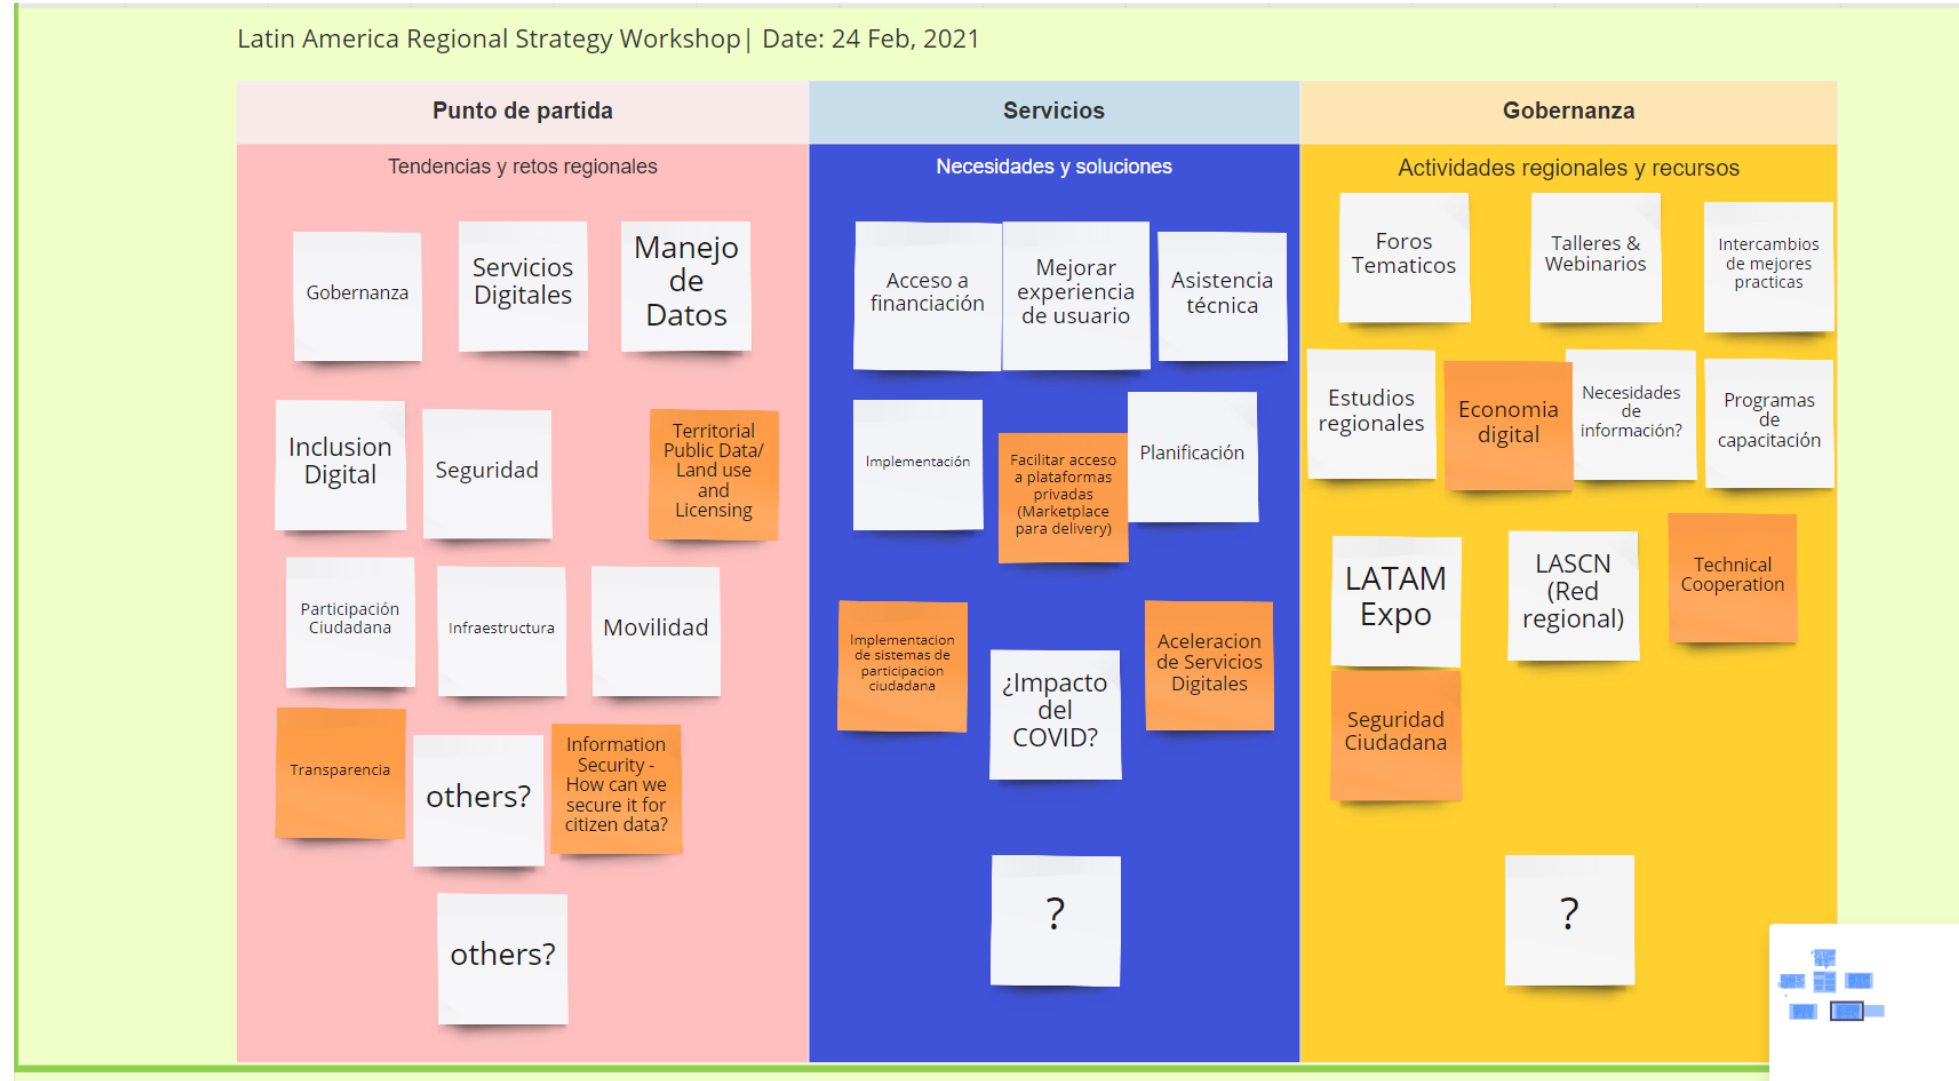 Latin America Regional Strategy Workshop| Date: 24 Feb, 2021
Punto de partida
Tendencias y retos regionales
Gobernanza
Servicios
Digitales
Manejo
de
Datos
Inclusion
Digital
Seguridad
Territorial
Public Data/
Land use
and
Licensing
Participación
Ciudadana
Infraestructura
Movilidad
Transparencia
others?
Information
Security -
How can we
secure it for
citizen data?
others?
Servicios
Necesidades y soluciones
Acceso a
financiación
Mejorar
experiencia
de usuario
Asistencia
técnica
Implementación
Facilitar acceso
a plataformas
privadas
(Marketplace
para delivery)
Planificación
Implementacion
de sistemas de
participacion
ciudadana
¿Impacto
del
COVID?
Aceleracion
de Servicios
Digitales
?
Gobernanza
Actividades regionales y recursos
Foros
Tematicos
Talleres &
Webinarios
Intercambios
de mejores
practicas
Estudios
regionales
Economia
digital
Necesidades
de
información?
Programas
de
capacitación
LATAM
Expo
LASCN
(Red
regional)
Technical
Cooperation
Seguridad
Ciudadana
?